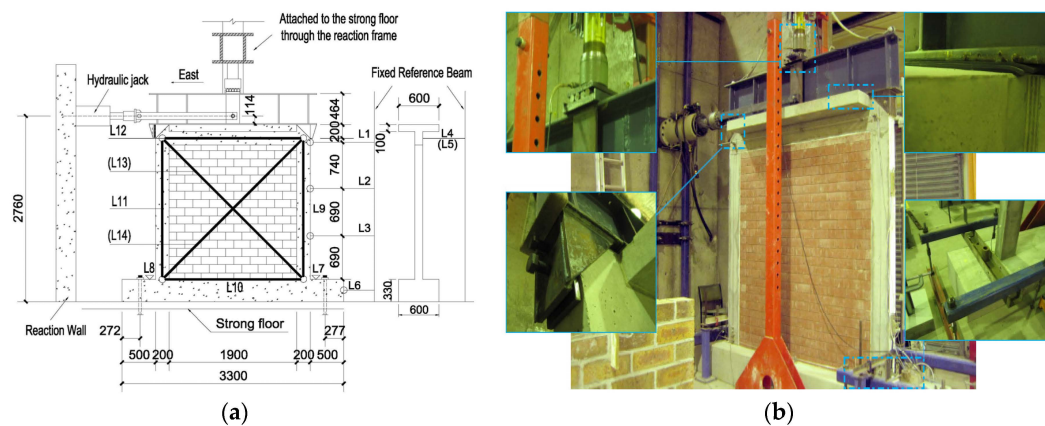 Attached to the strong floor
through the reaction frame
Hydraulic jack
East
Fixed Reference Beam
114
464
600
L12
L1
L4
200
100
(L5)
(L13)
740
L2
2760
L11
L9
690
L3
(L14)
690
L8
L7
L10
330
L6
Reaction Wall
Strong floor
600
272
277
500
200
1900
200
500
3300
(a)
(b)